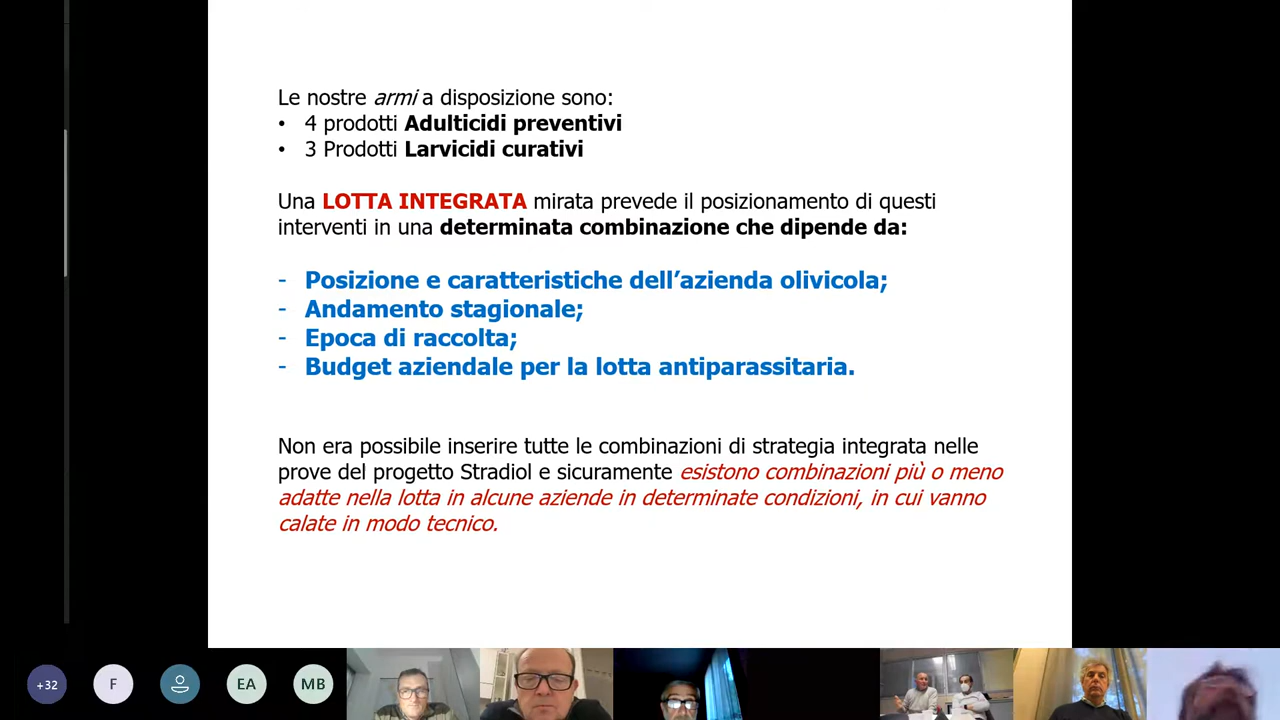 Le nostre armi a disposizione sono:
• 4 prodotti Adulticidi preventivi
• 3 Prodotti Larvicidi curativi
Una LOTTA INTEGRATA mirata prevede il posizionamento di questi
interventi in una determinata combinazione che dipende da:
- Posizione e caratteristiche dell'azienda olivicola;
- Andamento stagionale;
- Epoca di raccolta;
- Budget aziendale per la lotta antiparassitaria.
Non era possibile inserire tutte le combinazioni di strategia integrata nelle
prove del progetto Stradiol e sicuramente esistono combinazioni più o meno
adatte nella lotta in alcune aziende in determinate condizioni, in cui vanno
calate in modo tecnico.
+32 F EA MB